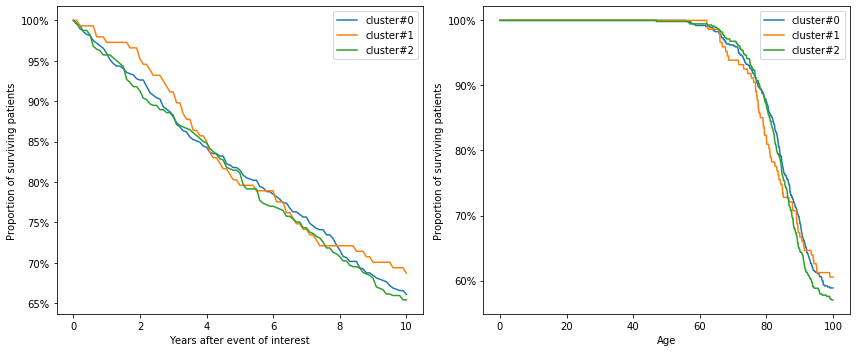 100%
95%
90%
85%
80%
75%
70%
65%
0
2
4
6
8
10
Proportion of surviving patients
Years after event of interest
cluster#0
cluster#1
cluster#2
100%
90%
80%
70%
60%
0
20
40
60
80
100
Proportion of surviving patients
Age
cluster#0
cluster#1
cluster#2